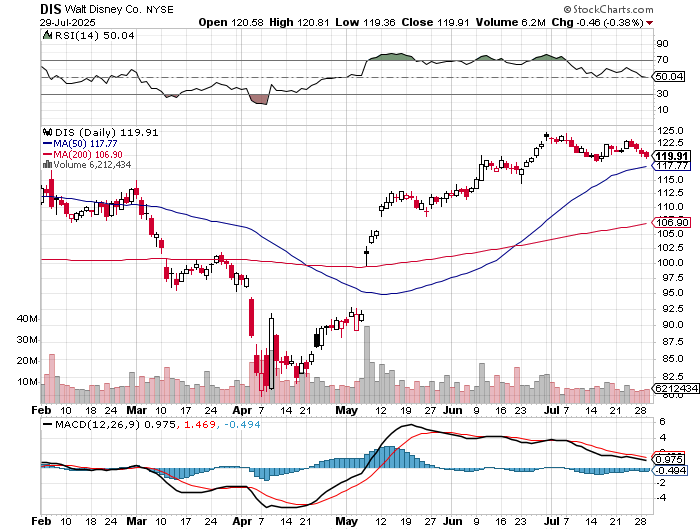 DIS Walt Disney Co. NYSE © StockCharts.com
29-Jul-2025 Open 120.58 High 120.81 Low 119.36 Close 119.91 Volume 6.2M Chg -0.46 (-0.38%)
RSI(14) 50.04
90
70
50.04
30
10
DIS (Daily) 119.91
MA(50) 117.77
MA(200) 106.90
Volume 6,212,434
125.0
122.5
119.91
117.77
115.0
112.5
110.0
106.90
105.0
102.5
100.0
97.5
95.0
92.5
90.0
87.5
85.0
82.5
80.0
40M
30M
20M
10M
6212434
Feb 10 18 24 Mar 10 17 24 Apr 7 14 21 May 12 19 27 Jun 9 16 23 Jul 7 14 21 28
MACD(12,26,9) 0.975, 1.469, -0.494
6
4
2
0.975
-0.494
-2
-4
Feb 10 18 24 Mar 10 17 24 Apr 7 14 21 May 12 19 27 Jun 9 16 23 Jul 7 14 21 28